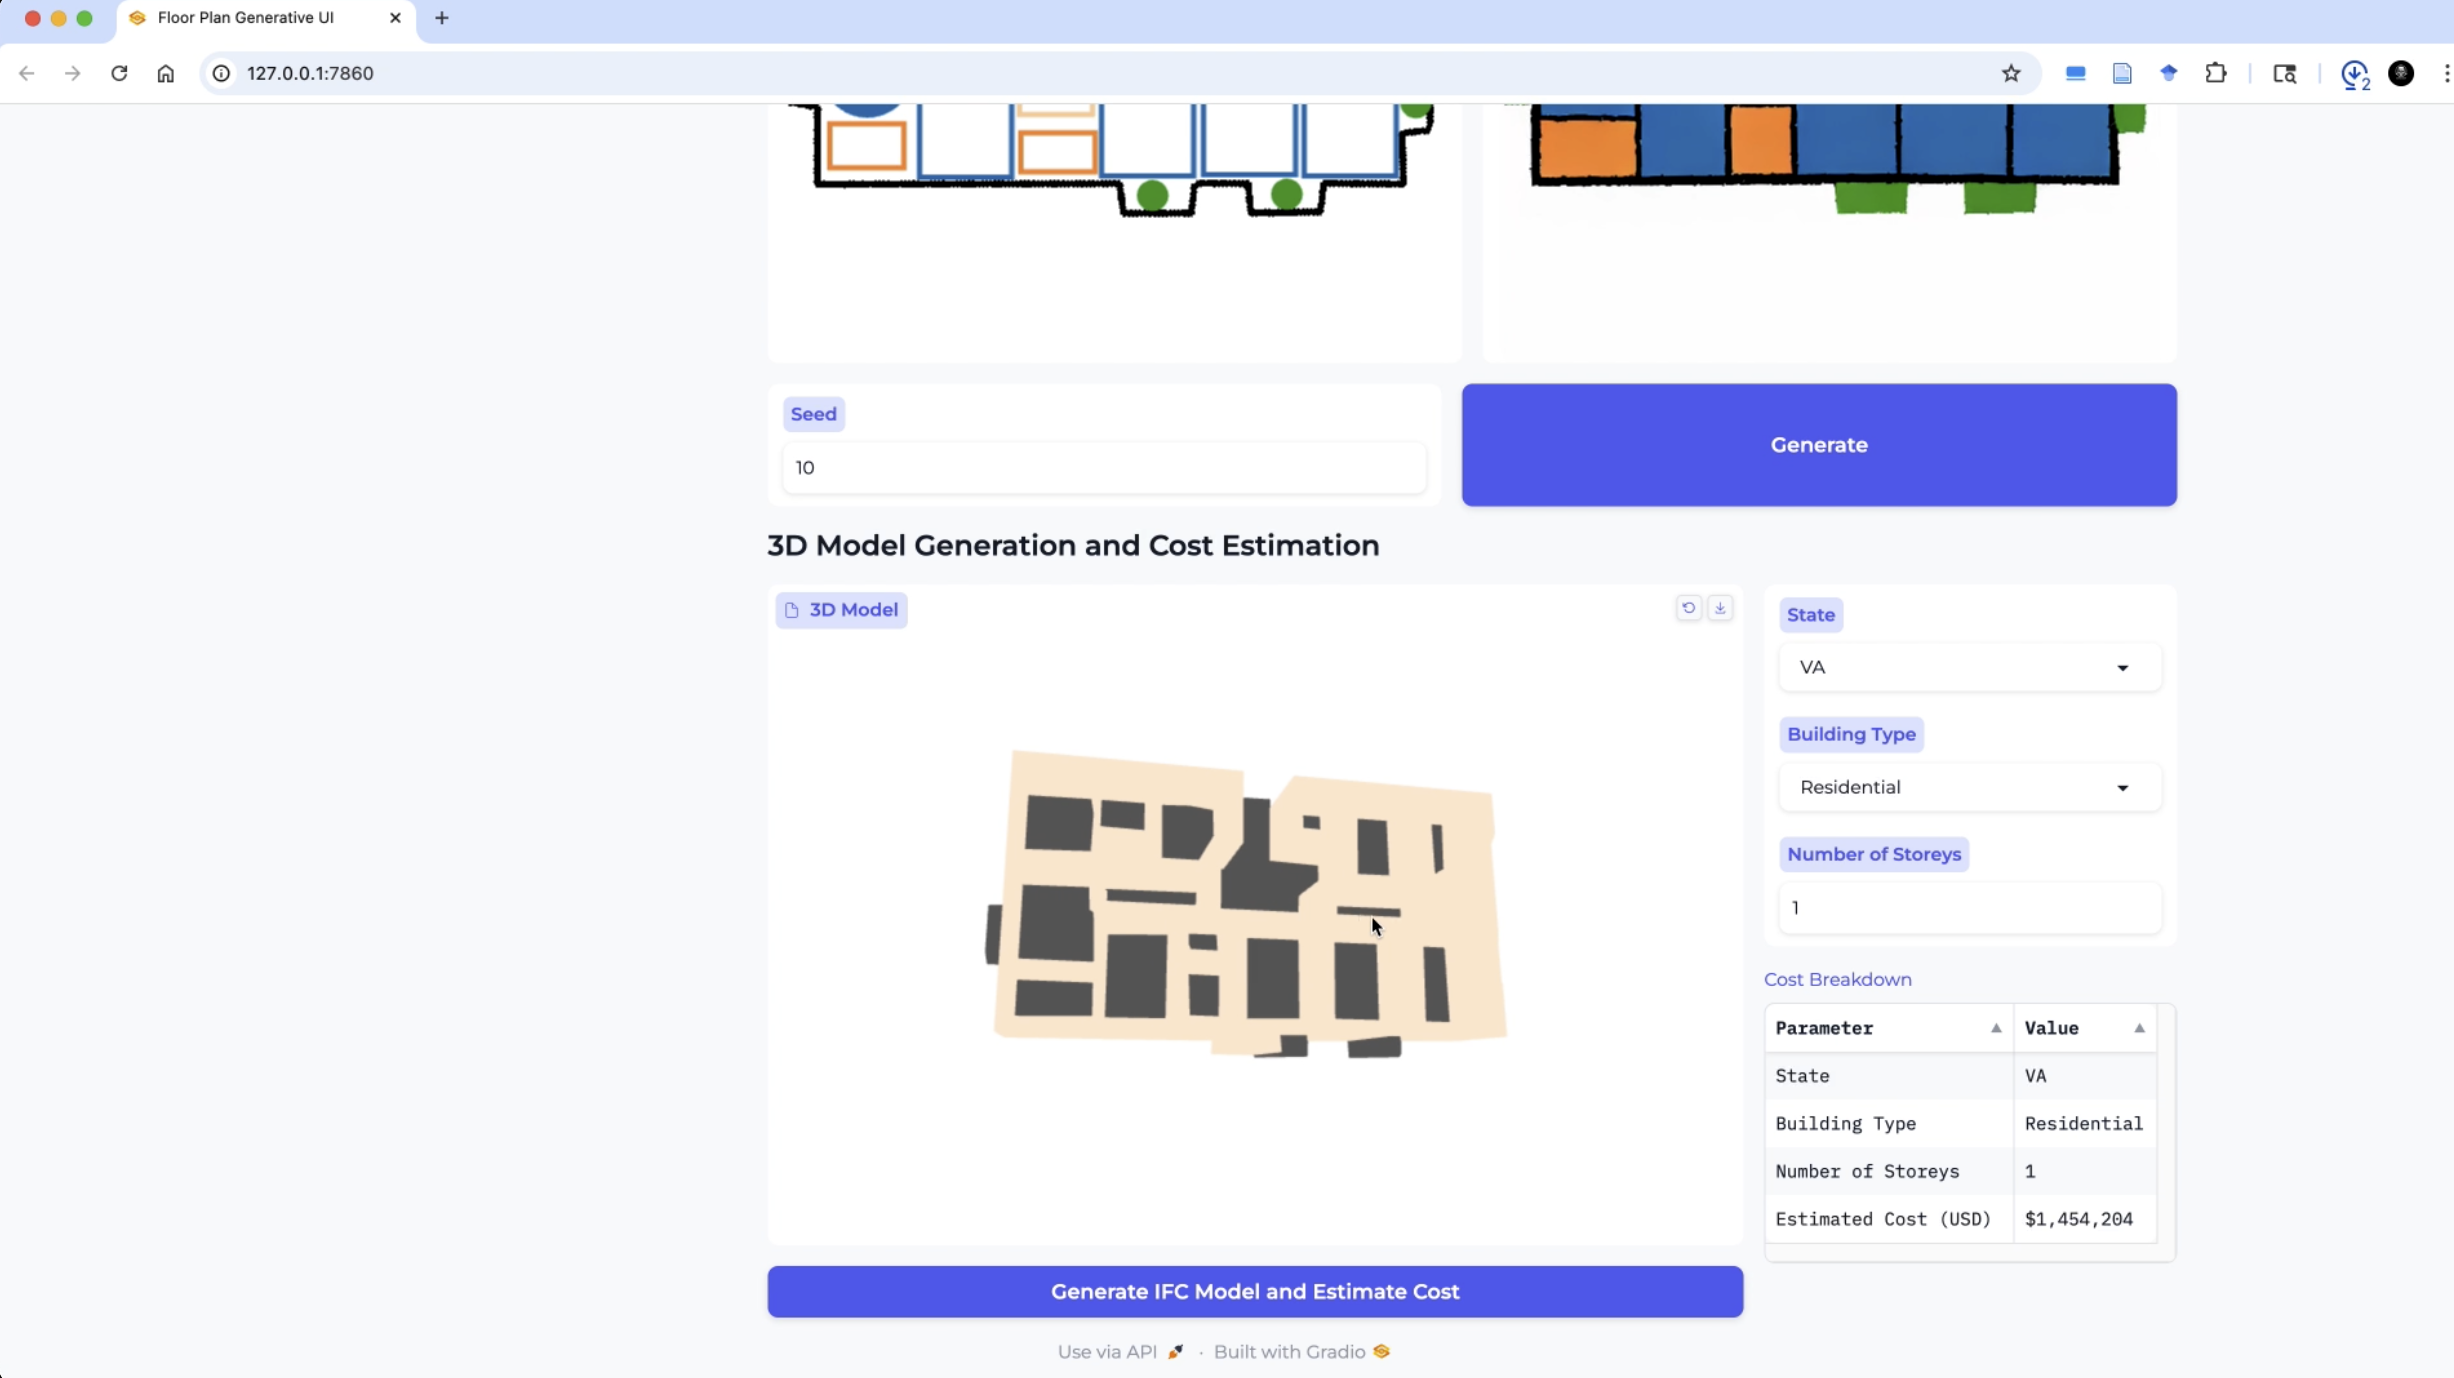 Floor Plan Generative UI
127.0.0.1:7860
2
Seed
10
Generate
3D Model Generation and Cost Estimation
3D Model
State
VA
Building Type
Residential
Number of Storeys
1
Cost Breakdown
Parameter Value
State VA
Building Type Residential
Number of Storeys 1
Estimated Cost (USD) $1,454,204
Generate IFC Model and Estimate Cost
Use via API · Built with Gradio